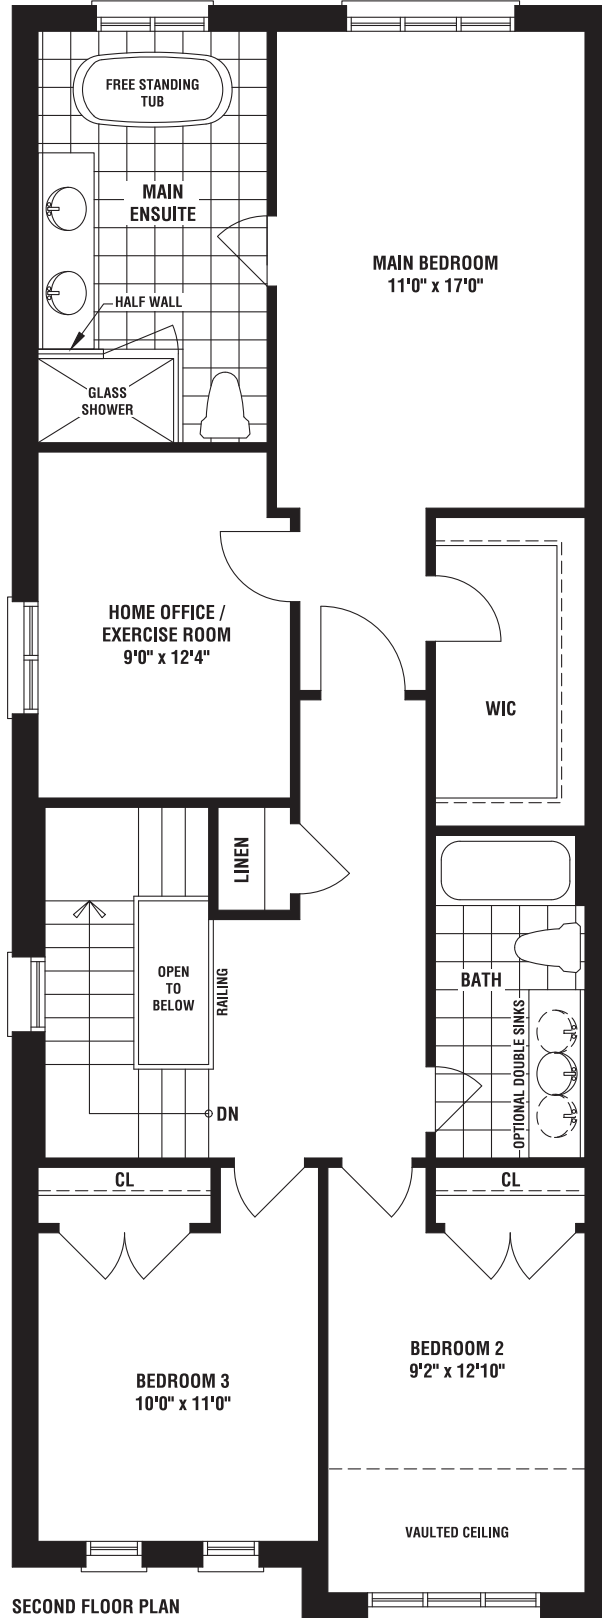 FREE STANDING
TUB
MAIN
ENSUITE
MAIN BEDROOM
11'0" x 17'0"
HALF WALL
GLASS
SHOWER
HOME OFFICE /
EXERCISE ROOM
9'0" x 12'4"
WIC
LINEN
OPEN
TO
BELOW
RAILING
BATH
OPTIONAL DOUBLE SINKS
DN
CL
CL
BEDROOM 2
9'2" x 12'10"
BEDROOM 3
10'0" x 11'0"
VAULTED CEILING
SECOND FLOOR PLAN